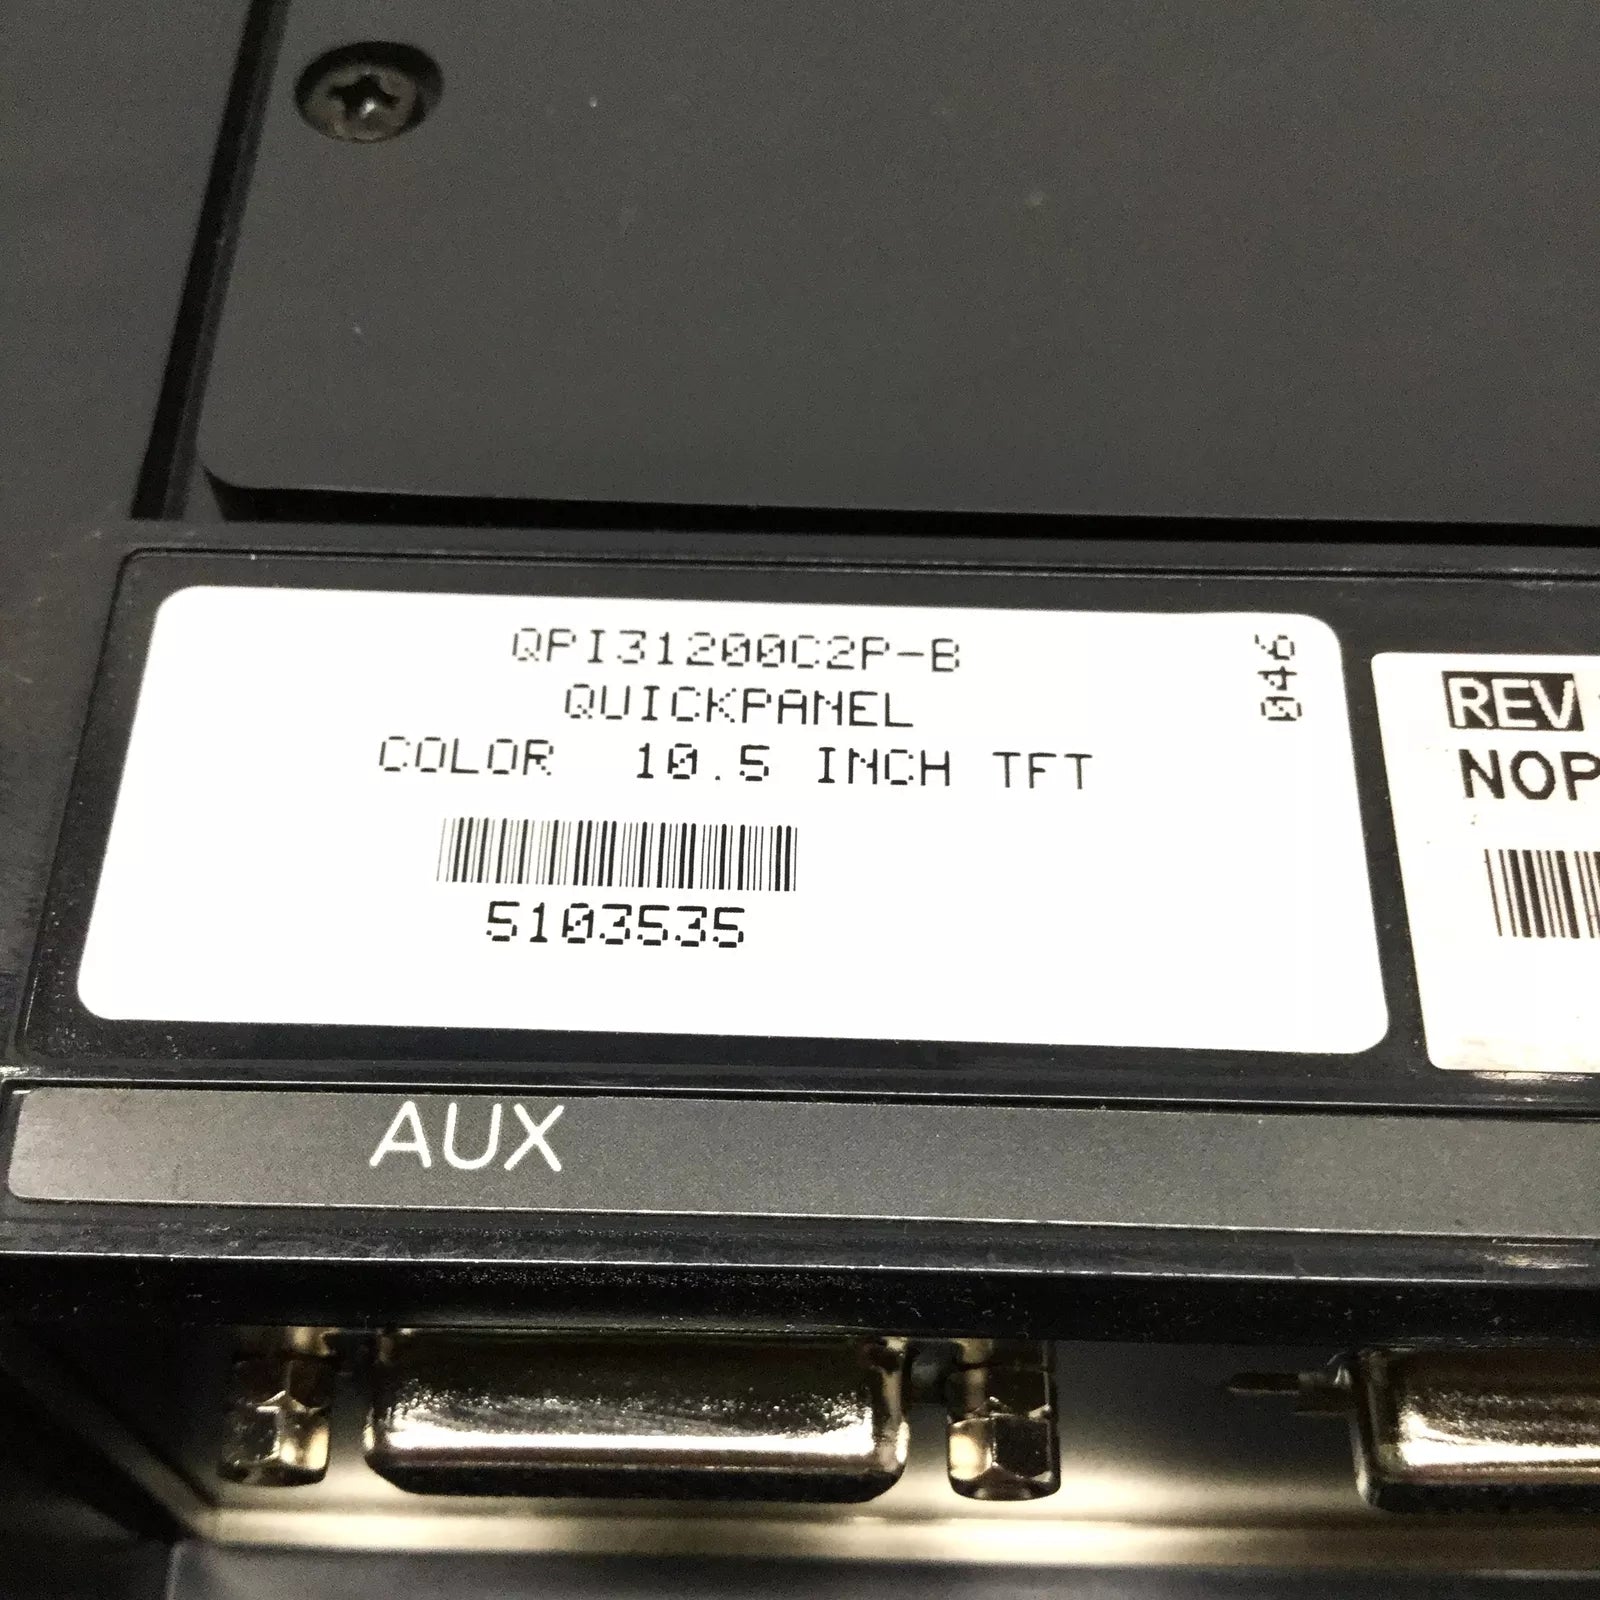 QPI31200C2P-B
QUICKPANEL
COLOR 10.5 INCH TFT
5103535
046
REV
NOP
AUX